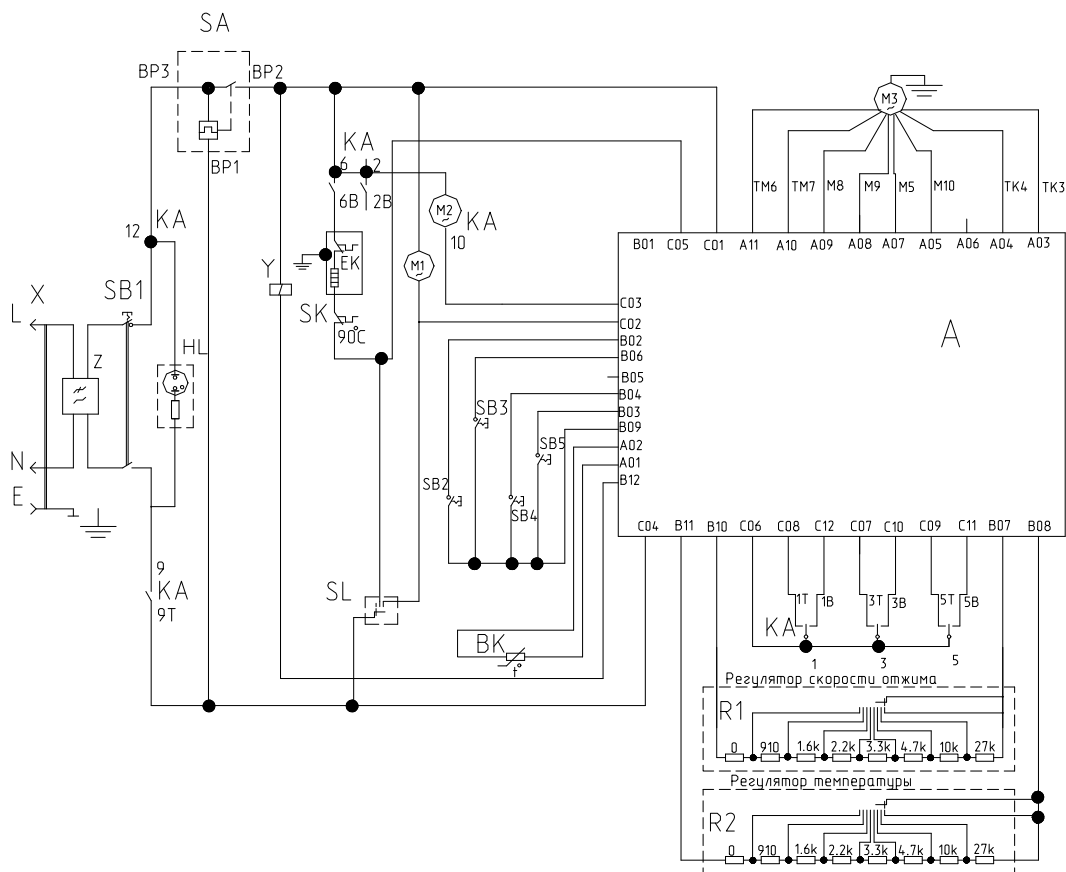 SA
BP3
BP2
BP1
M3
~
KA
6
2
6B
2B
M2
~
KA
10
TM6
TM7
M8
M9
M5
M10
TK4
TK3
12
KA
B01
C05
C01
A11
A10
A09
A08
A07
A05
A06
A04
A03
EK
M1
~
Y
SK
90°C
X
SB1
L
HL
Z
C03
C02
B02
B06
B05
B04
B03
B09
A02
A01
B12
A
SB3
SB5
SB2
SB4
N
E
C04
B11
B10
C06
C08
C12
C07
C10
C09
C11
B07
B08
9
KA
9T
SL
BK
t°
1T
1B
3T
3B
5T
5B
KA
1
3
5
Регулятор скорости отжима
R1
0
910
1.6k
2.2k
3.3k
4.7k
10k
27k
Регулятор температуры
R2
0
910
1.6k
2.2k
3.3k
4.7k
10k
27k